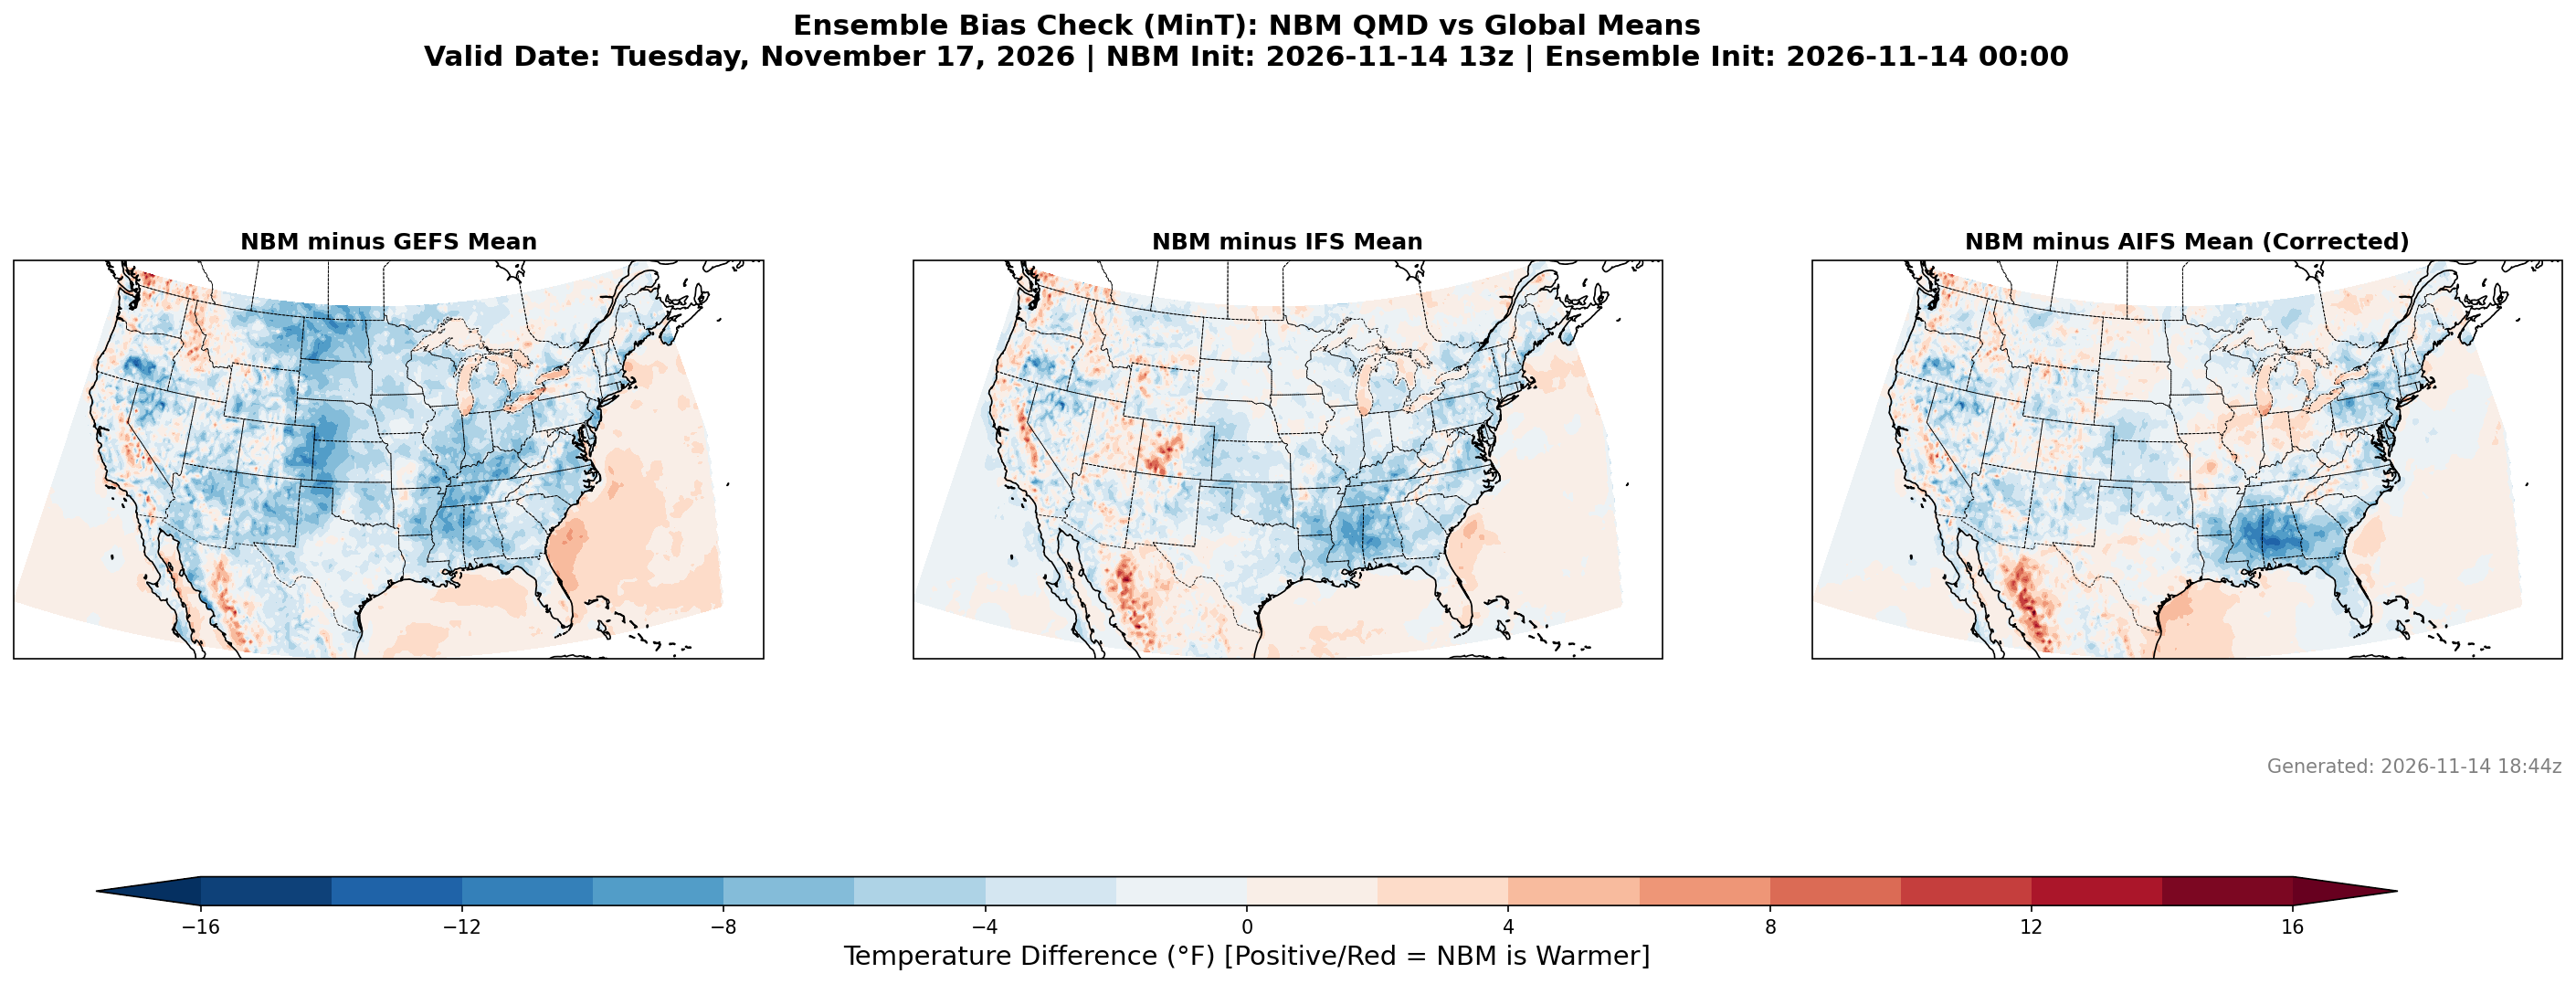 Ensemble Bias Check (MinT): NBM QMD vs Global Means
Valid Date: Tuesday, November 17, 2026 | NBM Init: 2026-11-14 13z | Ensemble Init: 2026-11-14 00:00
NBM minus GEFS Mean
NBM minus IFS Mean
NBM minus AIFS Mean (Corrected)
Generated: 2026-11-14 18:44z
−16 −12 −8 −4 0 4 8 12 16
Temperature Difference (°F) [Positive/Red = NBM is Warmer]